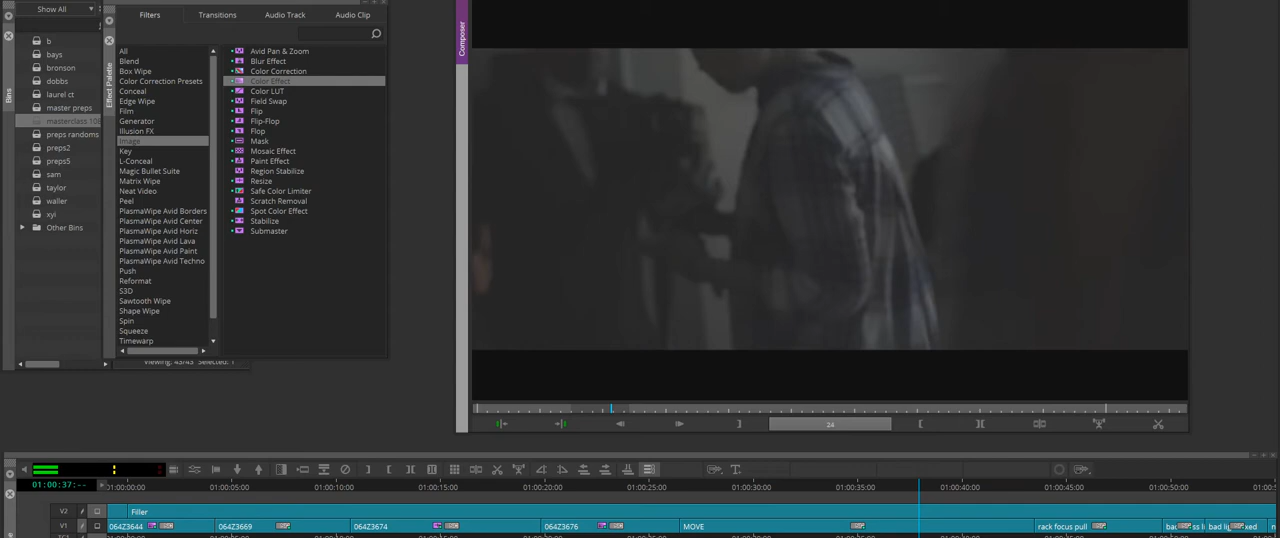 Show All
Bins
b
bays
bronson
dobbs
laurel ct
master preps
masterclass 108
preps randoms
preps2
preps5
sam
taylor
waller
xyi
Other Bins
Effect Palette
Filters
Transitions
Audio Track
Audio Clip
All
Blend
Box Wipe
Color Correction Presets
Conceal
Edge Wipe
Film
Generator
Illusion FX
Image
Key
L-Conceal
Magic Bullet Suite
Matrix Wipe
Neat Video
Peel
PlasmaWipe Avid Borders
PlasmaWipe Avid Center
PlasmaWipe Avid Horiz
PlasmaWipe Avid Lava
PlasmaWipe Avid Paint
PlasmaWipe Avid Techno
Push
Reformat
S3D
Sawtooth Wipe
Shape Wipe
Spin
Squeeze
Timewarp
Avid Pan & Zoom
Blur Effect
Color Correction
Color Effect
Color LUT
Field Swap
Flip
Flip-Flop
Flop
Mask
Mosaic Effect
Paint Effect
Region Stabilize
Resize
Safe Color Limiter
Scratch Removal
Spot Color Effect
Stabilize
Submaster
Viewing: 43/43 Selected: 1
Composer
24
01:00:37:--
01:00:00:00
01:00:05:00
01:00:10:00
01:00:15:00
01:00:20:00
01:00:25:00
01:00:30:00
01:00:35:00
01:00:40:00
01:00:45:00
01:00:50:00
01:00:5
V2
Filler
V1
064Z3644
064Z3669
064Z3674
064Z3676
MOVE
rack focus pull
TC1